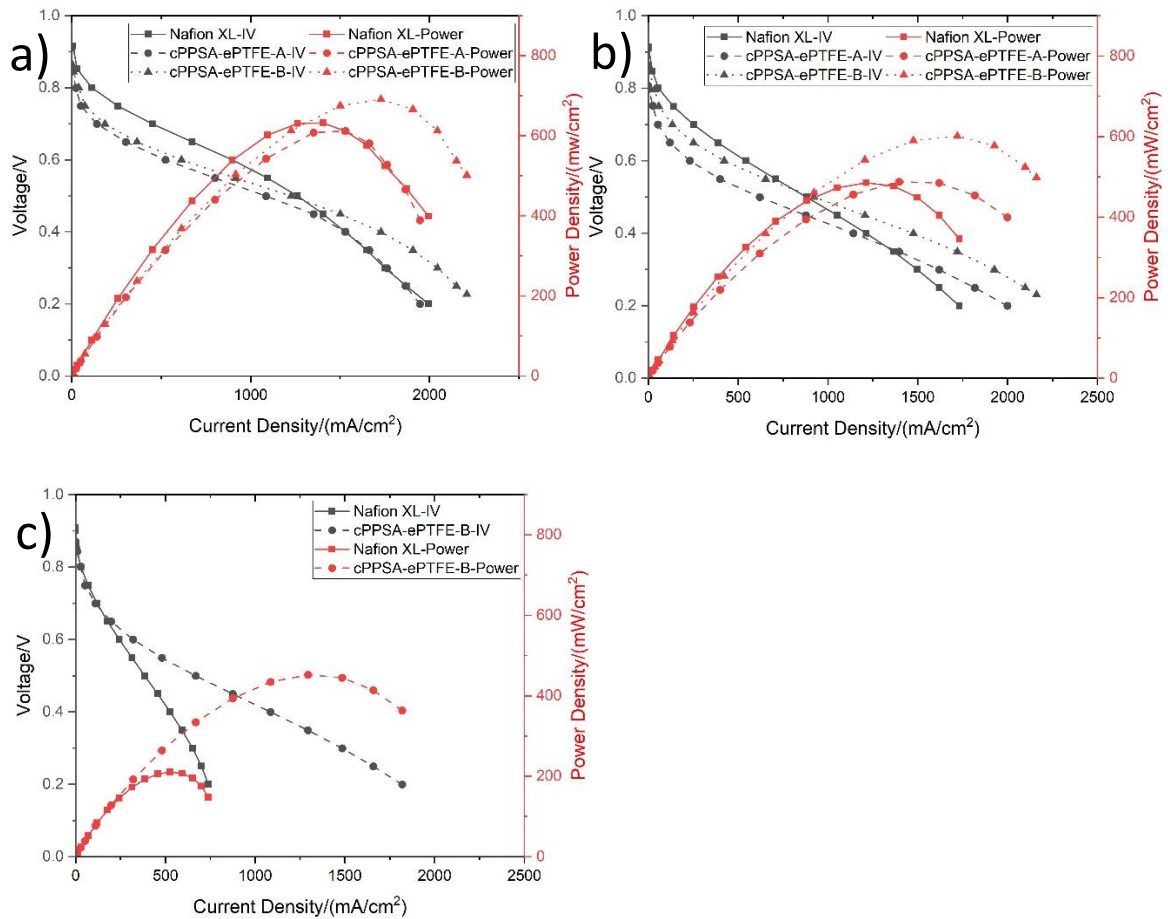 a)
Nafion XL-IV
Nafion XL-Power
cPPSA-ePTFE-A-IV
cPPSA-ePTFE-A-Power
cPPSA-ePTFE-B-IV
cPPSA-ePTFE-B-Power
1.0
0.8
0.6
0.4
0.2
0.0
Voltage/V
800
600
400
200
0
Power Density/(mw/cm²)
0
1000
2000
Current Density/(mA/cm²)
b)
Nafion XL-IV
Nafion XL-Power
cPPSA-ePTFE-A-IV
cPPSA-ePTFE-A-Power
cPPSA-ePTFE-B-IV
cPPSA-ePTFE-B-Power
1.0
0.8
0.6
0.4
0.2
0.0
Voltage/V
800
600
400
200
0
Power Density/(mW/cm²)
0
500
1000
1500
2000
2500
Current Density/(mA/cm²)
c)
Nafion XL-IV
cPPSA-ePTFE-B-IV
Nafion XL-Power
cPPSA-ePTFE-B-Power
1.0
0.8
0.6
0.4
0.2
0.0
Voltage/V
800
600
400
200
0
Power Density/(mW/cm²)
0
500
1000
1500
2000
2500
Current Density/(mA/cm²)